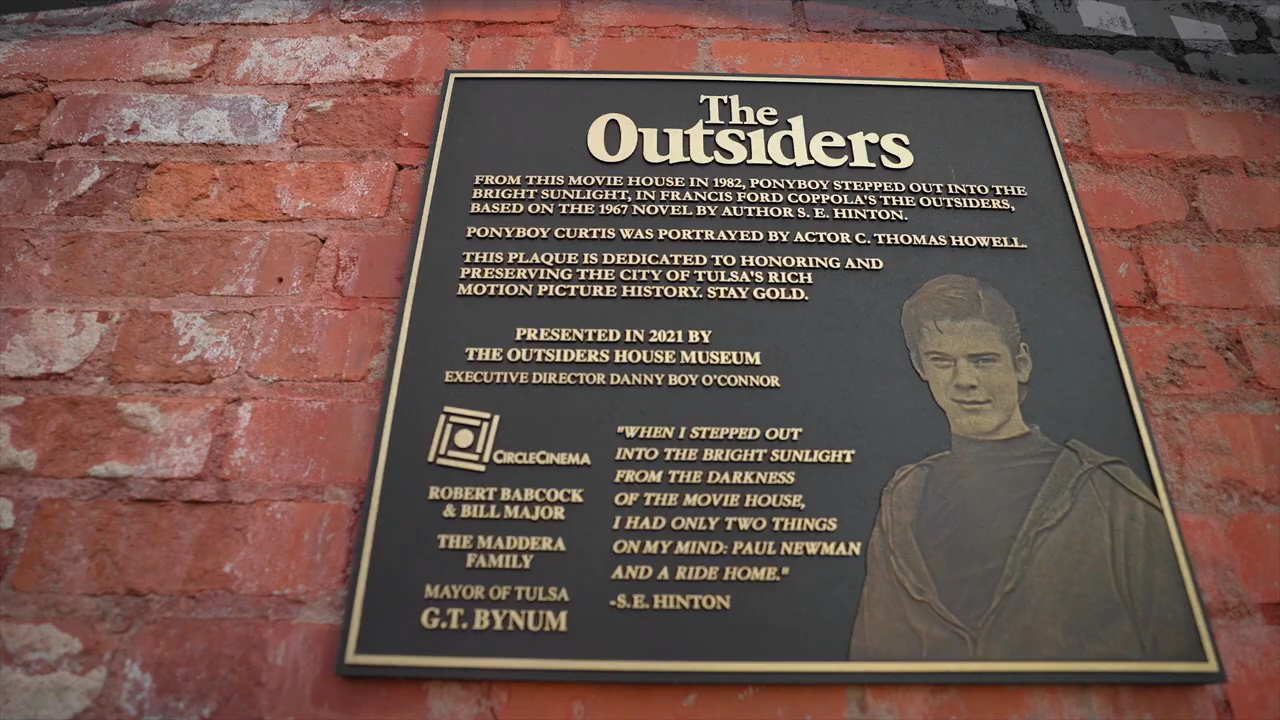 The
Outsiders
FROM THIS MOVIE HOUSE IN 1982, PONYBOY STEPPED OUT INTO THE
BRIGHT SUNLIGHT, IN FRANCIS FORD COPPOLA'S THE OUTSIDERS,
BASED ON THE 1967 NOVEL BY AUTHOR S. E. HINTON.
PONYBOY CURTIS WAS PORTRAYED BY ACTOR C. THOMAS HOWELL.
THIS PLAQUE IS DEDICATED TO HONORING AND
PRESERVING THE CITY OF TULSA'S RICH
MOTION PICTURE HISTORY. STAY GOLD.
PRESENTED IN 2021 BY
THE OUTSIDERS HOUSE MUSEUM
EXECUTIVE DIRECTOR DANNY BOY O'CONNOR
CIRCLECINEMA
ROBERT BABCOCK
& BILL MAJOR
THE MADDERA
FAMILY
MAYOR OF TULSA
G.T. BYNUM
"WHEN I STEPPED OUT
INTO THE BRIGHT SUNLIGHT
FROM THE DARKNESS
OF THE MOVIE HOUSE,
I HAD ONLY TWO THINGS
ON MY MIND: PAUL NEWMAN
AND A RIDE HOME."
-S.E. HINTON